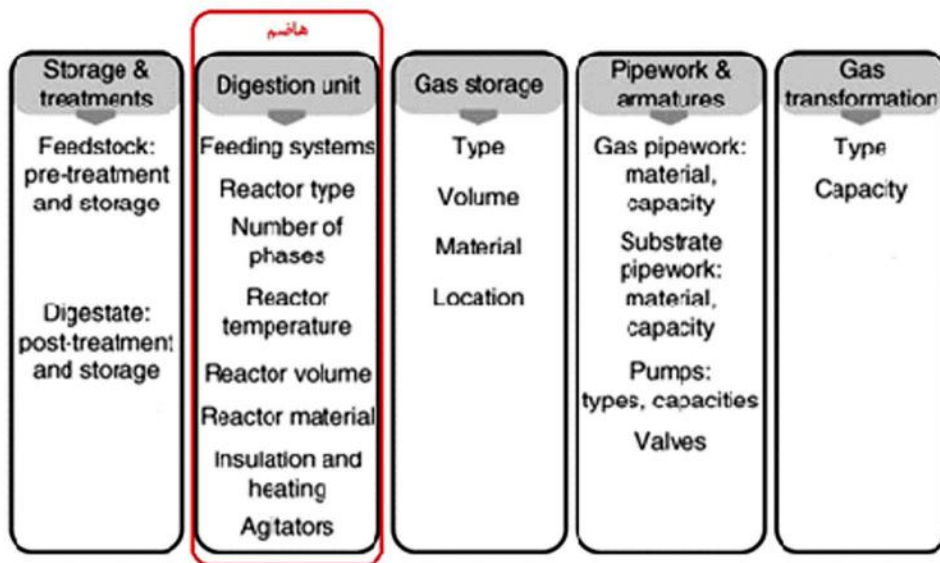 هاضم
Storage &
treatments
Feedstock:
pre-treatment
and storage
Digestate:
post-treatment
and storage
Digestion unit
Feeding systems
Reactor type
Number of
phases
Reactor
temperature
Reactor volume
Reactor material
Insulation and
heating
Agitators
Gas storage
Type
Volume
Material
Location
Pipework &
armatures
Gas pipework:
material,
capacity
Substrate
pipework:
material,
capacity
Pumps:
types, capacities
Valves
Gas
transformation
Type
Capacity